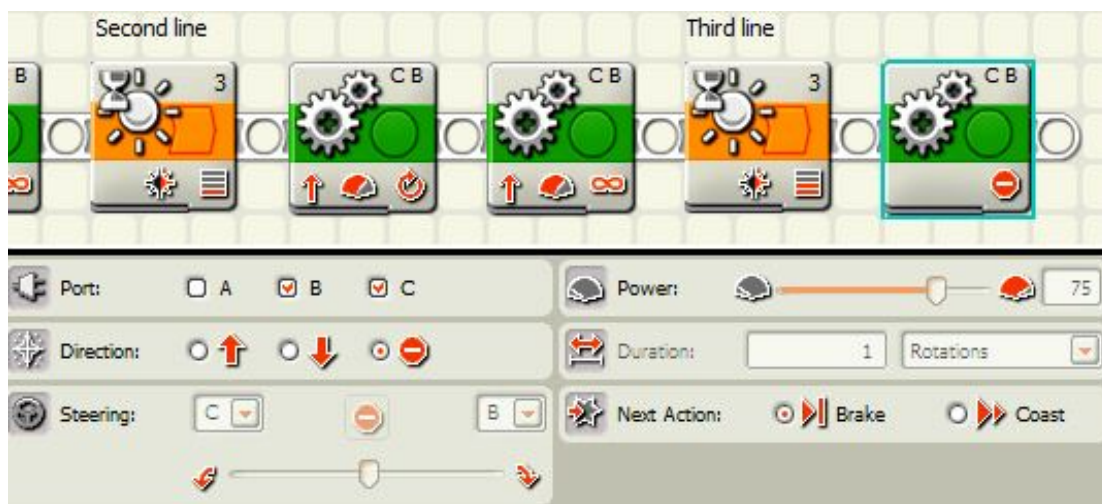 Second line
Third line
B
3
C B
C B
3
C B
Port:
A
B
C
Power:
75
Direction:
Duration:
1
Rotations
Steering:
C
B
Next Action:
Brake
Coast